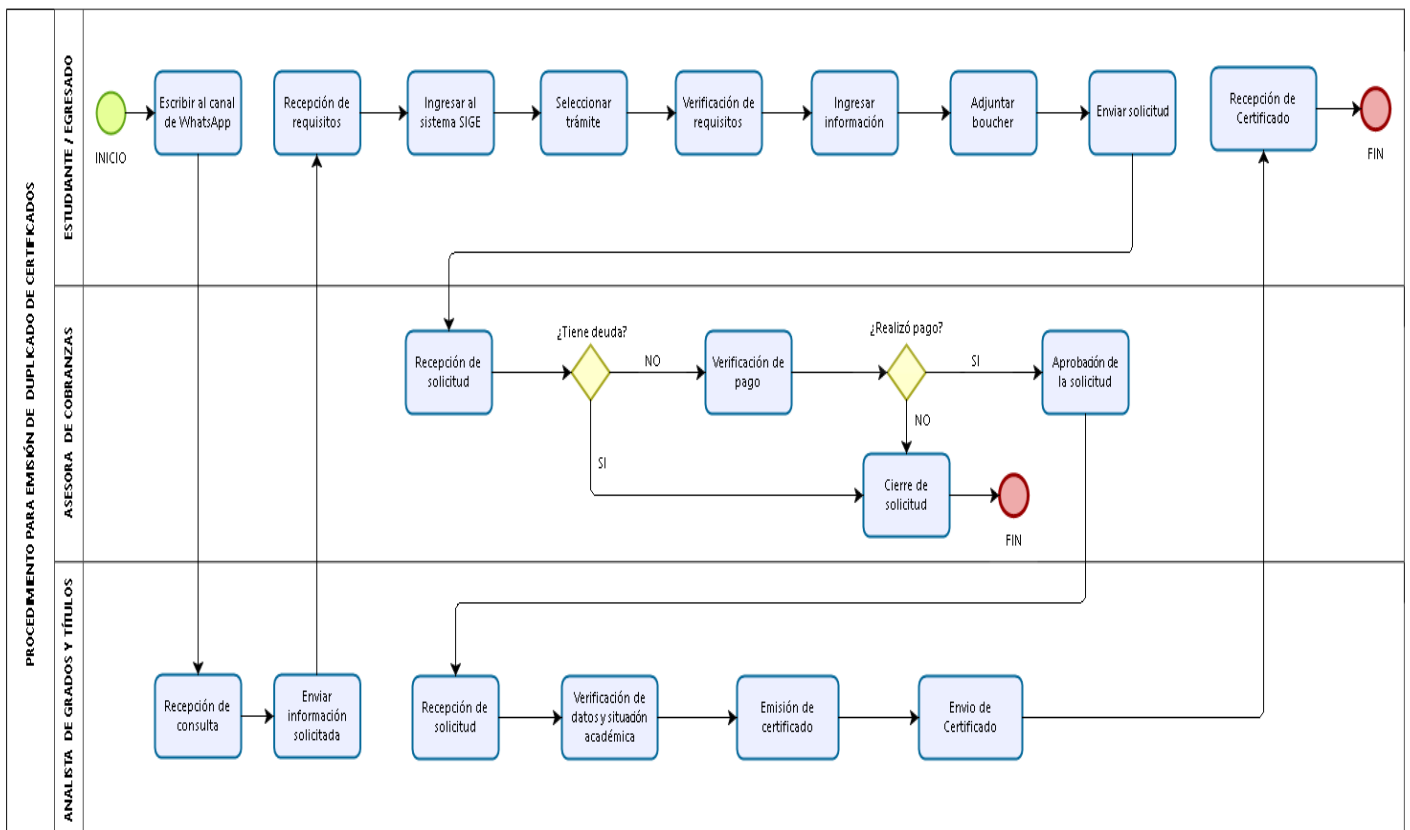 PROCEDIMIENTO PARA EMISIÓN DE DUPLICADO DE CERTIFICADOS
ESTUDIANTE / EGRESADO
INICIO
Escribir al canal
de WhatsApp
Recepción de
requisitos
Ingresar al
sistema SIGE
Seleccionar
trámite
Verificación de
requisitos
Ingresar
información
Adjuntar
boucher
Enviar solicitud
Recepción de
Certificado
FIN
ASESORA DE COBRANZAS
Recepción de
solicitud
¿Tiene deuda?
NO
SI
Verificación de
pago
¿Realizó pago?
SI
NO
Aprobación de
la solicitud
Cierre de
solicitud
FIN
ANALISTA DE GRADOS Y TÍTULOS
Recepción de
consulta
Enviar
información
solicitada
Recepción de
solicitud
Verificación de
datos y situación
académica
Emisión de
certificado
Envio de
Certificado